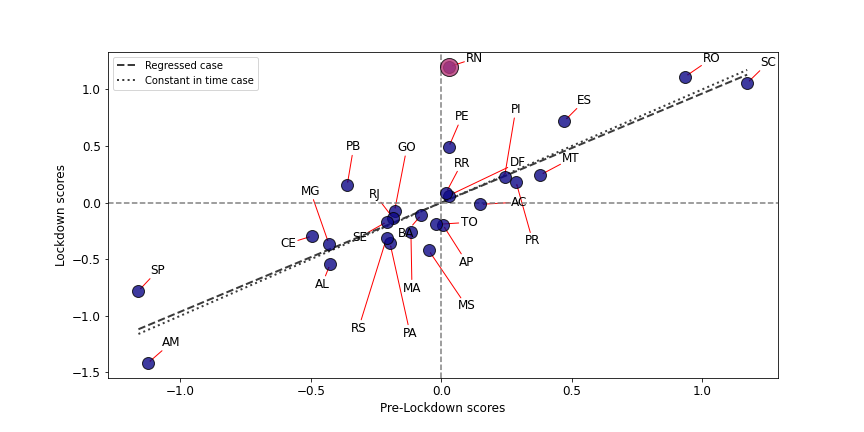 Regressed case
Constant in time case
RN
RO
SC
ES
PE
PI
PB
GO
RR
DF
MT
MG
RJ
AC
CE
SE
BA
TO
PR
SP
AL
MA
AP
MS
RS
PA
AM
1.0
0.5
0.0
−0.5
−1.0
−1.5
Lockdown scores
−1.0
−0.5
0.0
0.5
1.0
Pre-Lockdown scores